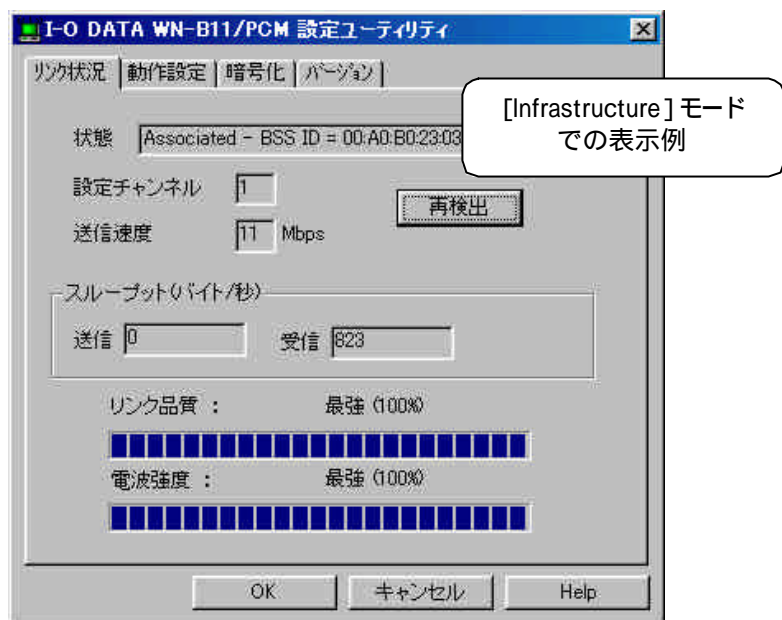 I-O DATA WN-B11/PCM 設定ユーティリティ
リンク状況 動作設定 暗号化 バージョン
[Infrastructure]モード
での表示例
状態 Associated - BSS ID = 00:A0:B0:23:03
設定チャンネル 1
再検出
送信速度 11 Mbps
スループット(バイト/秒)
送信 0 受信 823
リンク品質 : 最強 (100%)
電波強度 : 最強 (100%)
OK キャンセル Help